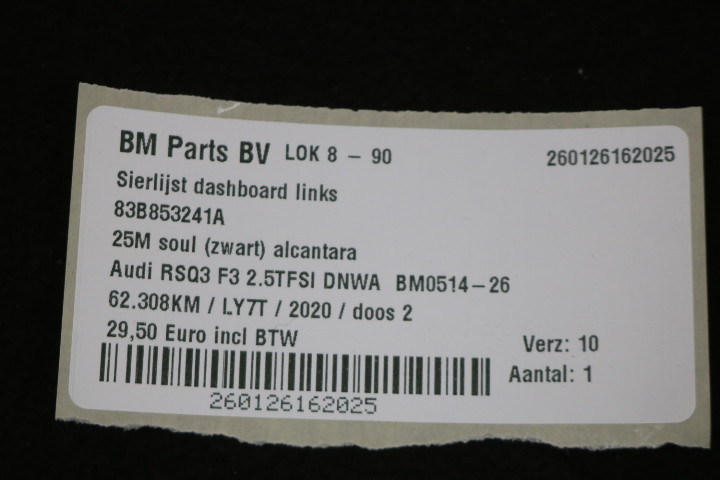 BM Parts BV LOK 8 - 90 260126162025
Sierlijst dashboard links
83B853241A
25M soul (zwart) alcantara
Audi RSQ3 F3 2.5TFSI DNWA BM0514-26
62.308KM / LY7T / 2020 / doos 2
29,50 Euro incl BTW Verz: 10
Aantal: 1
260126162025